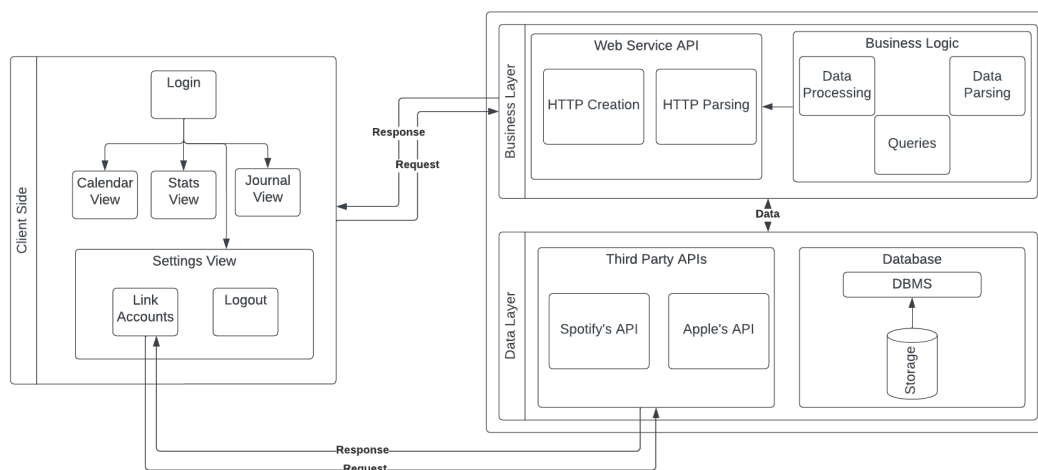 Client Side
Login
Calendar
View
Stats
View
Journal
View
Settings View
Link
Accounts
Logout
Response
Request
Business Layer
Web Service API
HTTP Creation
HTTP Parsing
Business Logic
Data
Processing
Data
Parsing
Queries
Data
Data Layer
Third Party APIs
Spotify's API
Apple's API
Database
DBMS
Storage
Response
Request